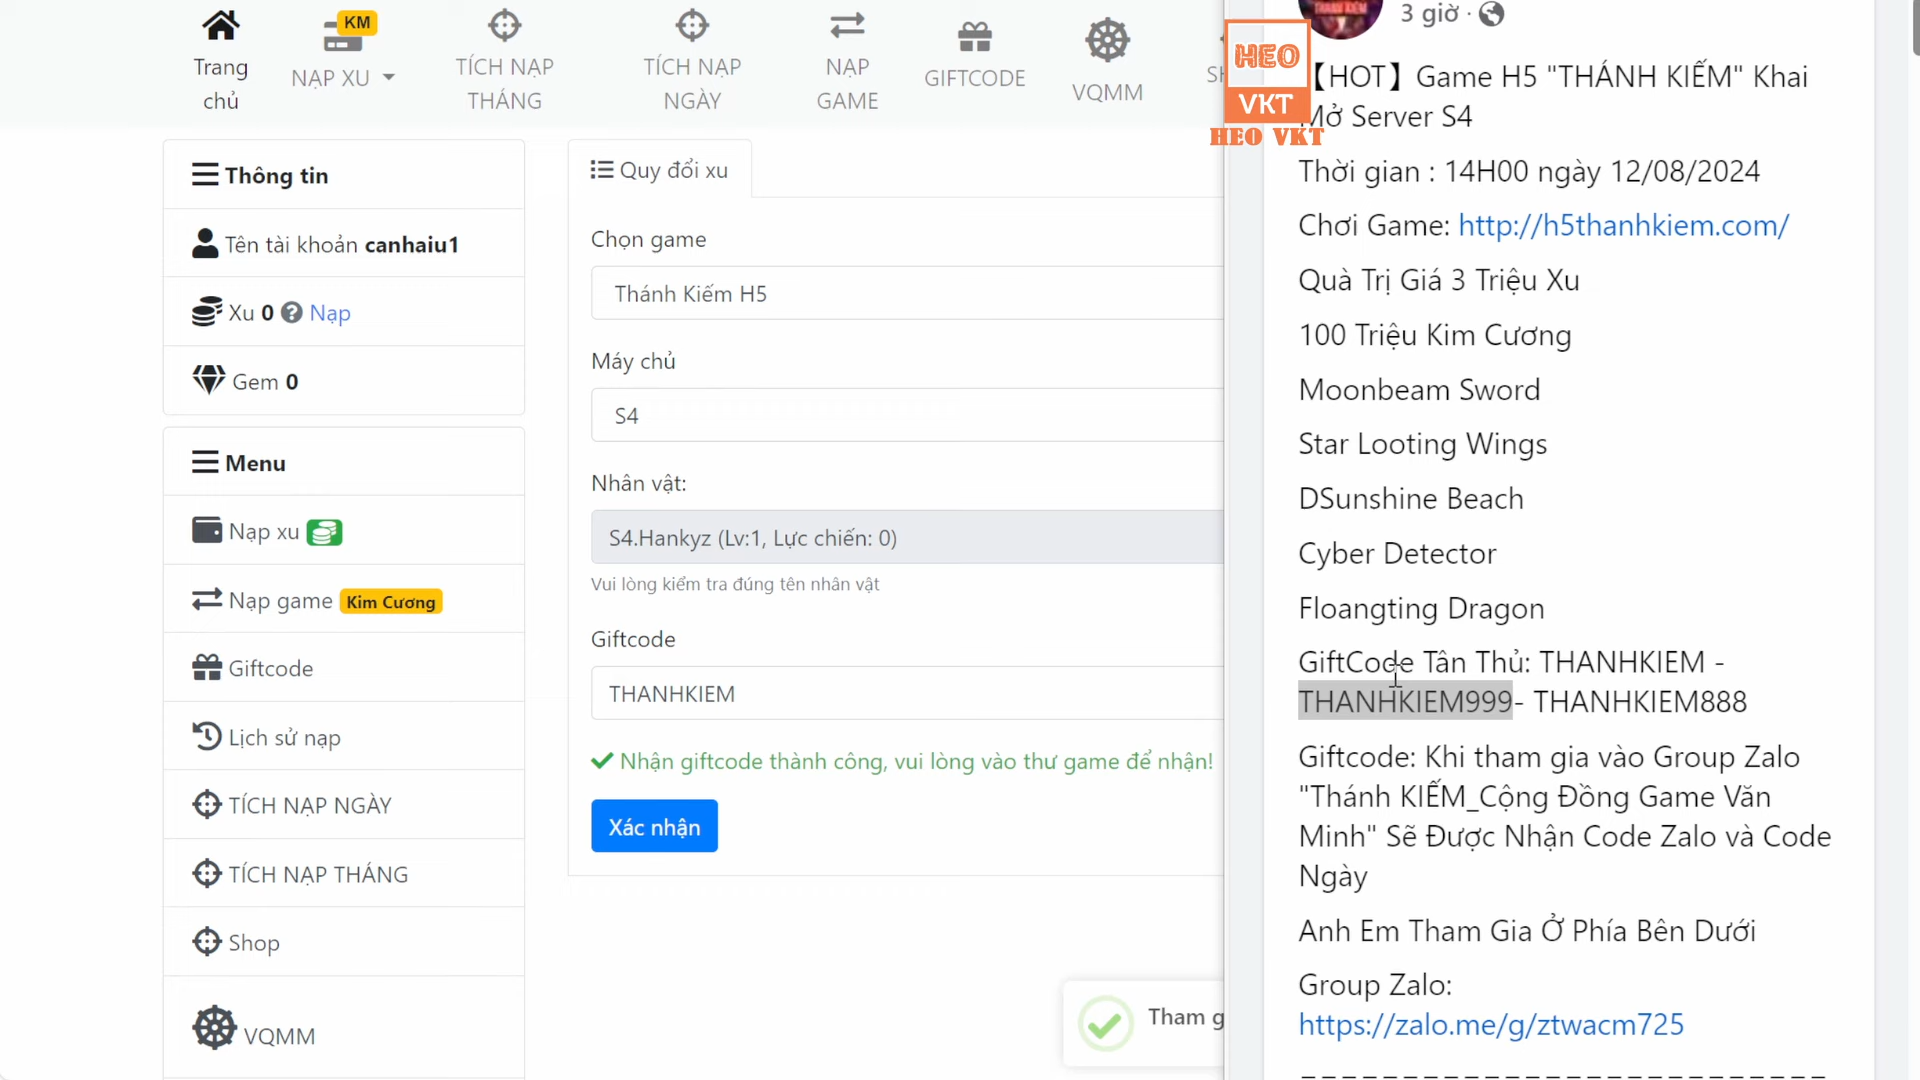 Trang
chủ
KM
NẠP XU
TÍCH NẠP
THÁNG
TÍCH NẠP
NGÀY
NẠP
GAME
GIFTCODE
VQMM
Thông tin
Tên tài khoản canhaiu1
Xu 0 Nạp
Gem 0
Menu
Nạp xu
Nạp game Kim Cương
Giftcode
Lịch sử nạp
TÍCH NẠP NGÀY
TÍCH NẠP THÁNG
Shop
VQMM
Quy đổi xu
Chọn game
Thánh Kiếm H5
Máy chủ
S4
Nhân vật:
S4.Hankyz (Lv:1, Lực chiến: 0)
Vui lòng kiểm tra đúng tên nhân vật
Giftcode
THANHKIEM
Nhận giftcode thành công, vui lòng vào thư game để nhận!
Xác nhận
Tham g
HEO
VKT
HEO VKT
THANH KIẾM
3 giờ ·
【HOT】Game H5 "THÁNH KIẾM" Khai
Mở Server S4
Thời gian : 14H00 ngày 12/08/2024
Chơi Game: http://h5thanhkiem.com/
Quà Trị Giá 3 Triệu Xu
100 Triệu Kim Cương
Moonbeam Sword
Star Looting Wings
DSunshine Beach
Cyber Detector
Floangting Dragon
GiftCode Tân Thủ: THANHKIEM -
THANHKIEM999- THANHKIEM888
Giftcode: Khi tham gia vào Group Zalo
"Thánh KIẾM_Cộng Đồng Game Văn
Minh" Sẽ Được Nhận Code Zalo và Code
Ngày
Anh Em Tham Gia Ở Phía Bên Dưới
Group Zalo:
https://zalo.me/g/ztwacm725